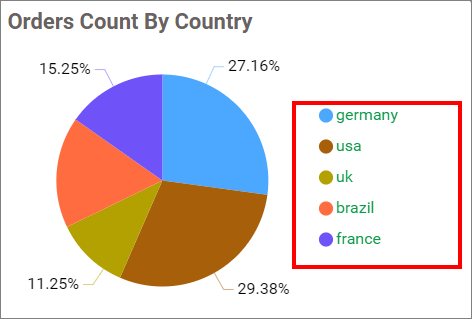 Orders Count By Country
15.25%
27.16%
germany
usa
uk
brazil
france
11.25%
29.38%